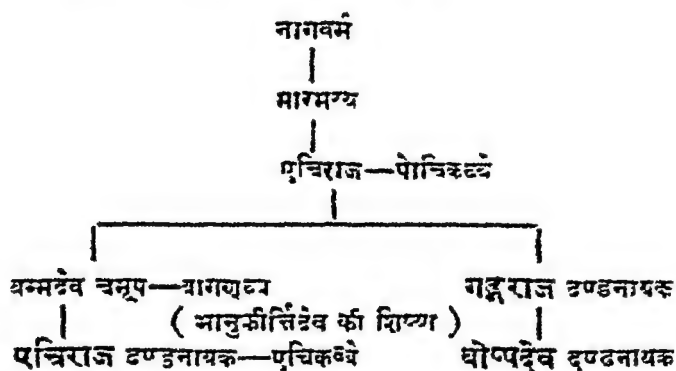 नागवर्म
मारमय्य
एचिराज—पोचिकव्वे
बम्मदेव चमूप—बागणव्वे गङ्गराज दण्डनायक
( भानुकीर्त्तिदेव की शिष्या )
एचिराज दण्डनायक—एचिकव्वे बोप्पदेव दण्डनायक